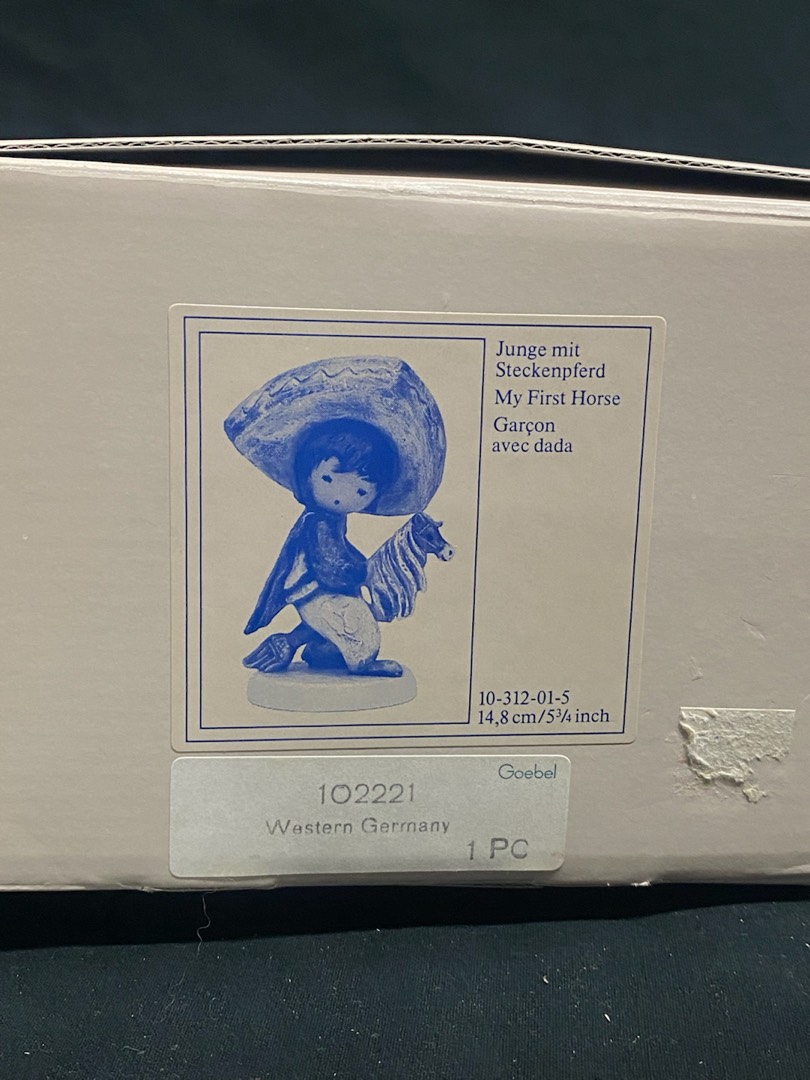 Junge mit
Steckenpferd
My First Horse
Garçon
avec dada
10-312-01-5
14,8 cm/5¾ inch
Goebel
102221
Western Germany
1 PC